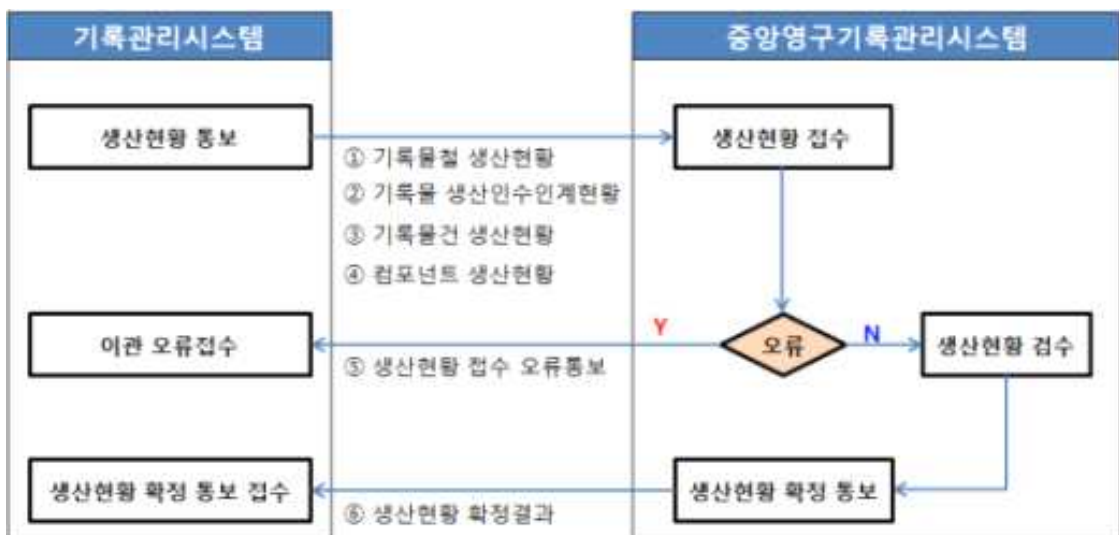 기록관리시스템
중앙영구기록관리시스템
생산현황 통보
생산현황 접수
① 기록물철 생산현황
② 기록물 생산인수인계현황
③ 기록물건 생산현황
④ 컴포넌트 생산현황
이관 오류접수
Y
오류
N
생산현황 검수
⑤ 생산현황 접수 오류통보
생산현황 확정 통보 접수
생산현황 확정 통보
⑥ 생산현황 확정결과